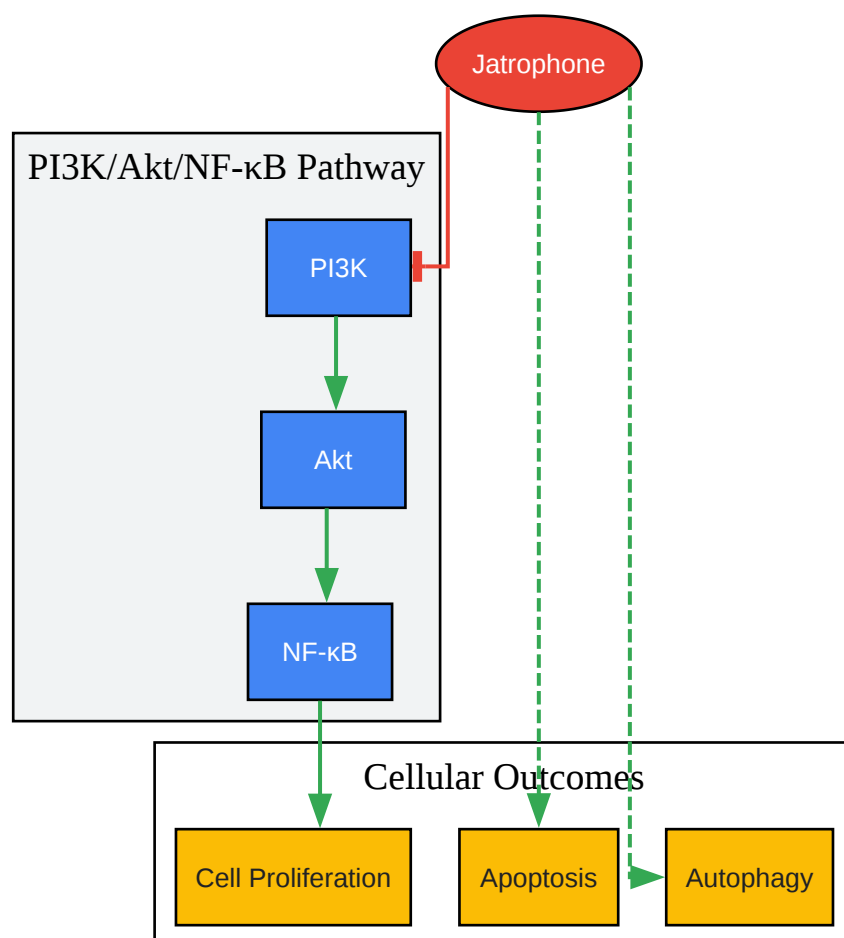 Jatrophone
PI3K/Akt/NF-κB Pathway
PI3K
Akt
NF-κB
Cellular Outcomes
Cell Proliferation
Apoptosis
Autophagy